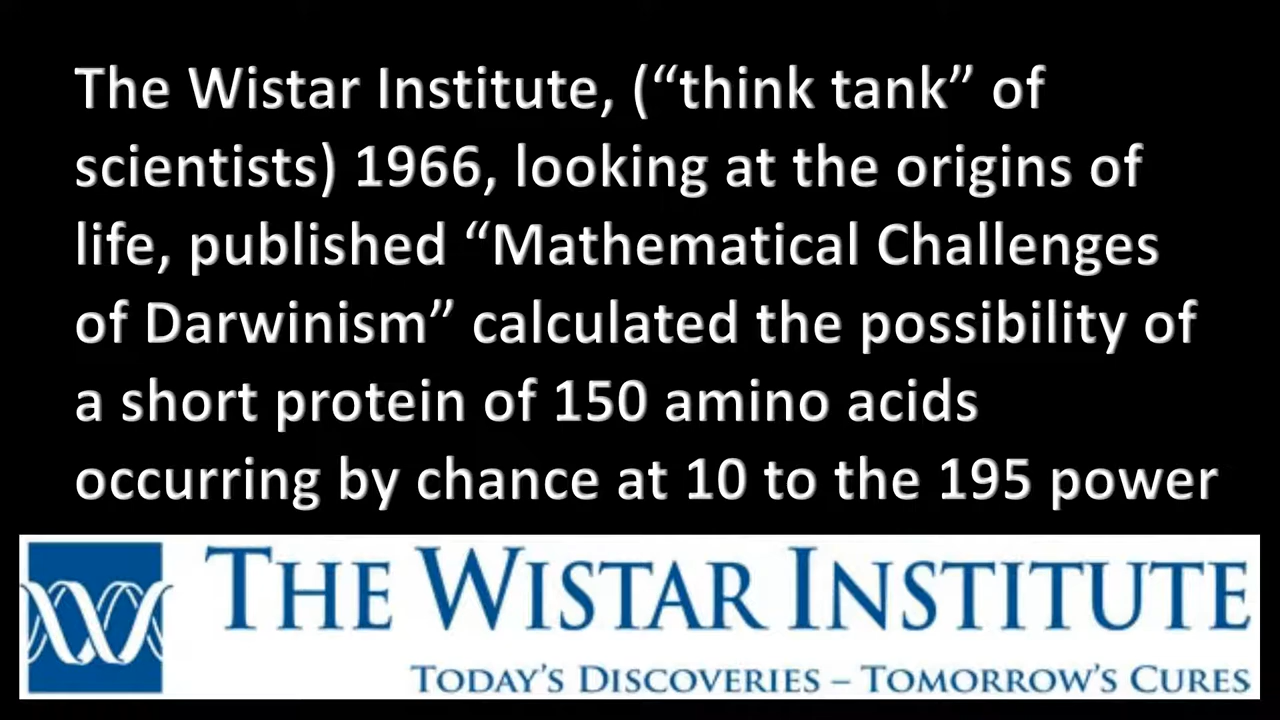 The Wistar Institute, (“think tank” of
scientists) 1966, looking at the origins of
life, published “Mathematical Challenges
of Darwinism” calculated the possibility of
a short protein of 150 amino acids
occurring by chance at 10 to the 195 power
THE WISTAR INSTITUTE
TODAY’S DISCOVERIES – TOMORROW’S CURES